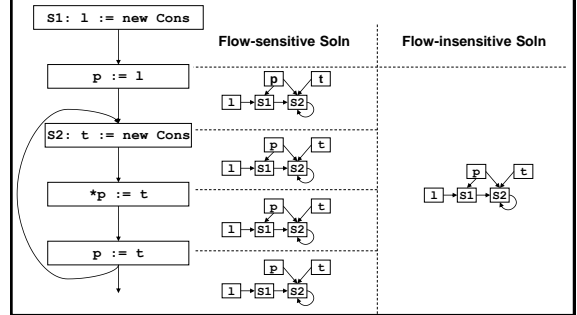 S1: l := new Cons
Flow-sensitive Soln
Flow-insensitive Soln
p := l
p t
l S1 S2
S2: t := new Cons
p t
l S1 S2
p t
l S1 S2
*p := t
p t
l S1 S2
p := t
p t
l S1 S2